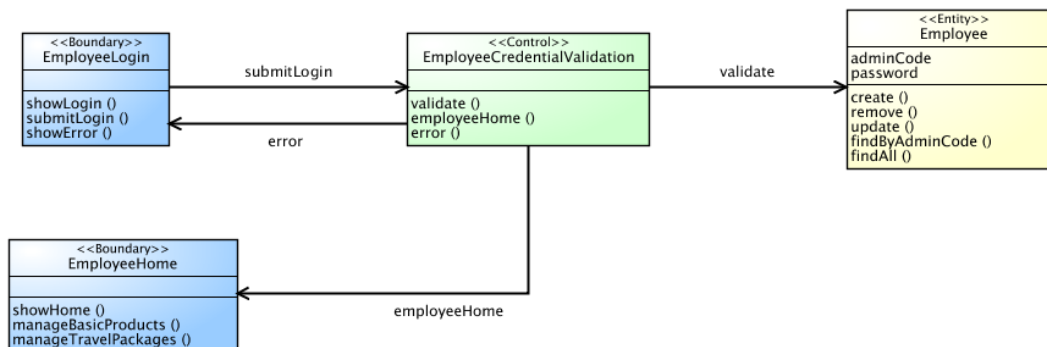 <<Boundary>>
EmployeeLogin
showLogin ()
submitLogin ()
showError ()
submitLogin
error
<<Control>>
EmployeeCredentialValidation
validate ()
employeeHome ()
error ()
validate
<<Entity>>
Employee
adminCode
password
create ()
remove ()
update ()
findByAdminCode ()
findAll ()
<<Boundary>>
EmployeeHome
showHome ()
manageBasicProducts ()
manageTravelPackages ()
employeeHome